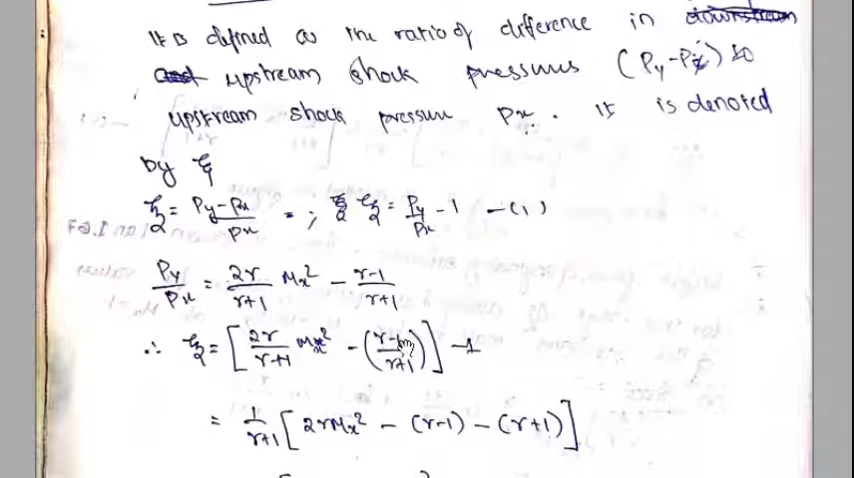 It is defined as the ratio of difference in
upstream shock pressures (Py-Px) to
upstream shock pressure Px. It is denoted
by ξ
ξ = Py-Px/Px = ; ξ = Py/Px - 1 -(1)
Py/Px = 2γ/γ+1 Mx² - γ-1/γ+1
∴ ξ = [2γ/γ+1 Mx² - (γ-1/γ+1)] -1
= 1/γ+1 [2γMx² - (γ-1) - (γ+1)]